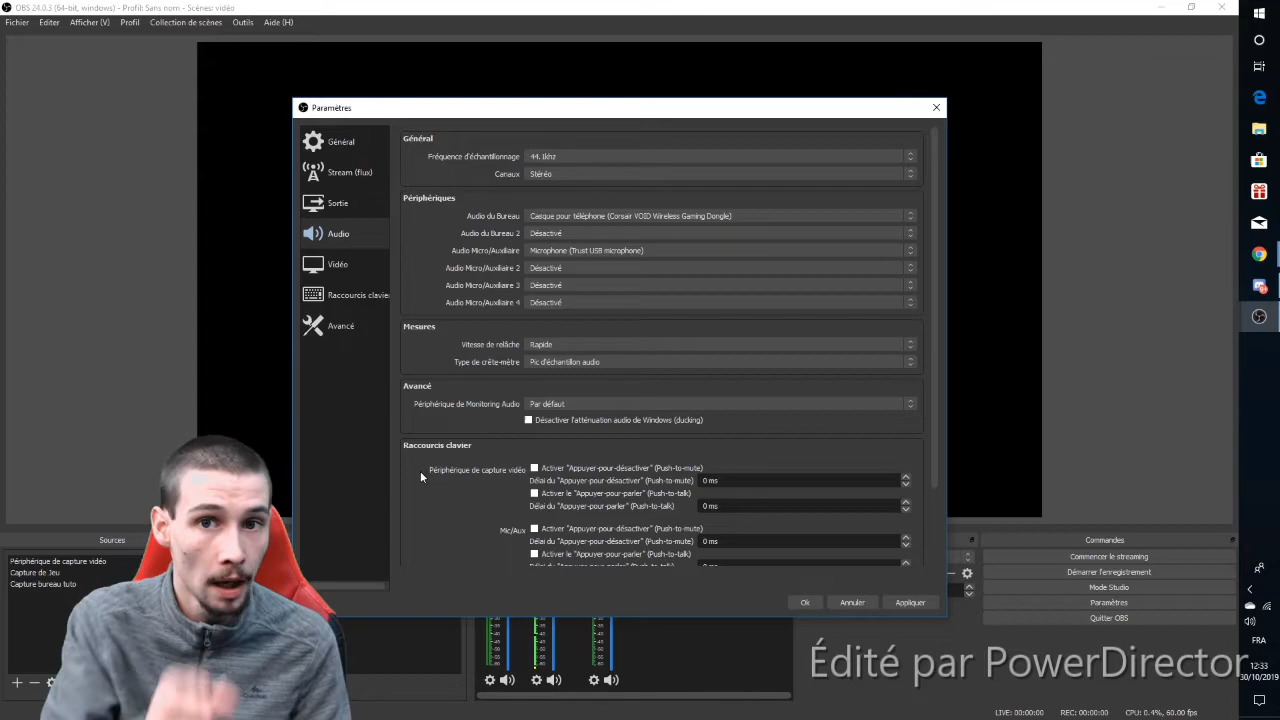 OBS 24.0.3 (64-bit, windows) - Profil: Sans nom - Scènes: vidéo
Fichier Editer Afficher (V) Profil Collection de scènes Outils Aide (H)
Paramètres
Général
Stream (flux)
Sortie
Audio
Vidéo
Raccourcis clavier
Avancé
Général
Fréquence d'échantillonnage 44.1khz
Canaux Stéréo
Périphériques
Audio du Bureau Casque pour téléphone (Corsair VOID Wireless Gaming Dongle)
Audio du Bureau 2 Désactivé
Audio Micro/Auxiliaire Microphone (Trust USB microphone)
Audio Micro/Auxiliaire 2 Désactivé
Audio Micro/Auxiliaire 3 Désactivé
Audio Micro/Auxiliaire 4 Désactivé
Mesures
Vitesse de relâche Rapide
Type de crête-mètre Pic d'échantillon audio
Avancé
Périphérique de Monitoring Audio Par défaut
Désactiver l'atténuation audio de Windows (ducking)
Raccourcis clavier
Périphérique de capture vidéo Activer "Appuyer-pour-désactiver" (Push-to-mute)
Délai du "Appuyer-pour-désactiver" (Push-to-mute) 0 ms
Activer le "Appuyer-pour-parler" (Push-to-talk)
Délai du "Appuyer-pour-parler" (Push-to-talk) 0 ms
Mic/Aux Activer "Appuyer-pour-désactiver" (Push-to-mute)
Délai du "Appuyer-pour-désactiver" (Push-to-mute) 0 ms
Activer le "Appuyer-pour-parler" (Push-to-talk)
Délai du "Appuyer-pour-parler" (Push-to-talk) 0 ms
Ok Annuler Appliquer
Sources
Périphérique de capture vidéo
Capture de Jeu
Capture bureau tuto
Commandes
Commencer le streaming
Démarrer l'enregistrement
Mode Studio
Paramètres
Quitter OBS
Édité par PowerDirector
FRA
12:33
30/10/2019
LIVE: 00:00:00 REC: 00:00:00 CPU: 0.4%, 60.00 fps